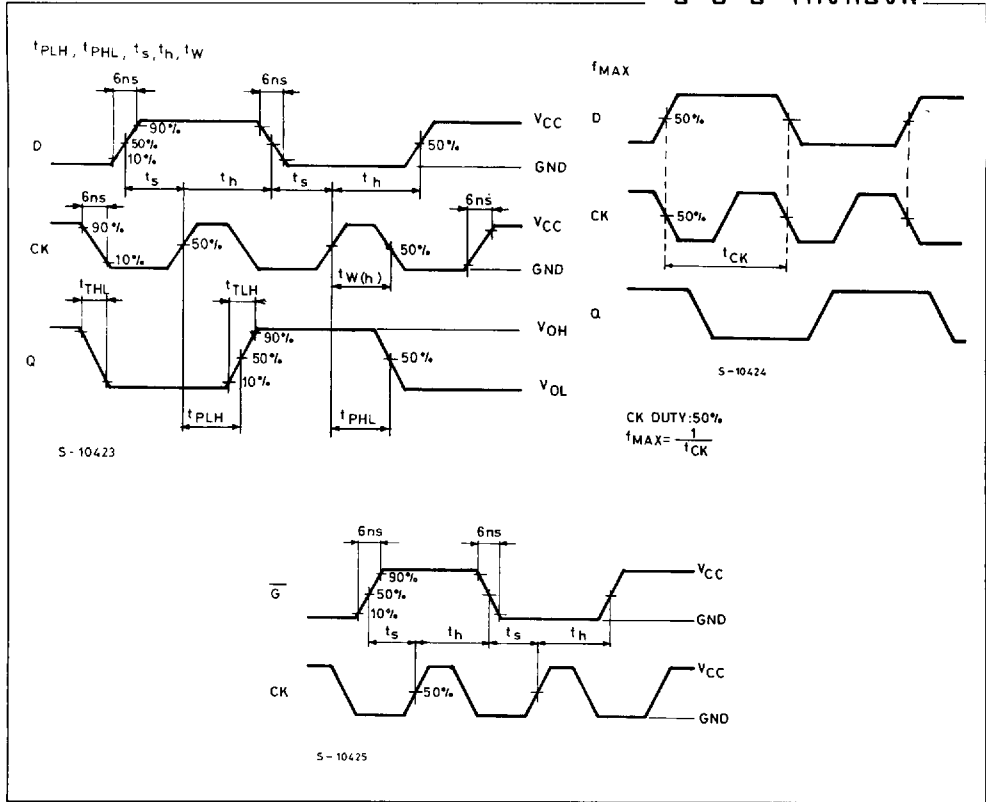 tPLH, tPHL, ts, th, tW
6ns
6ns
90%
50%
10%
D
VCC
50%
GND
ts
th
ts
th
6ns
90%
10%
CK
50%
50%
6ns
VCC
GND
tW(h)
tTHL
tTLH
90%
50%
10%
Q
VOH
50%
VOL
tPLH
tPHL
S-10423
fMAX
D
50%
CK
50%
tCK
Q
S-10424
CK DUTY:50%
fMAX= 1
tCK
6ns
6ns
G
90%
50%
10%
VCC
GND
ts
th
ts
th
CK
50%
VCC
GND
S-10425